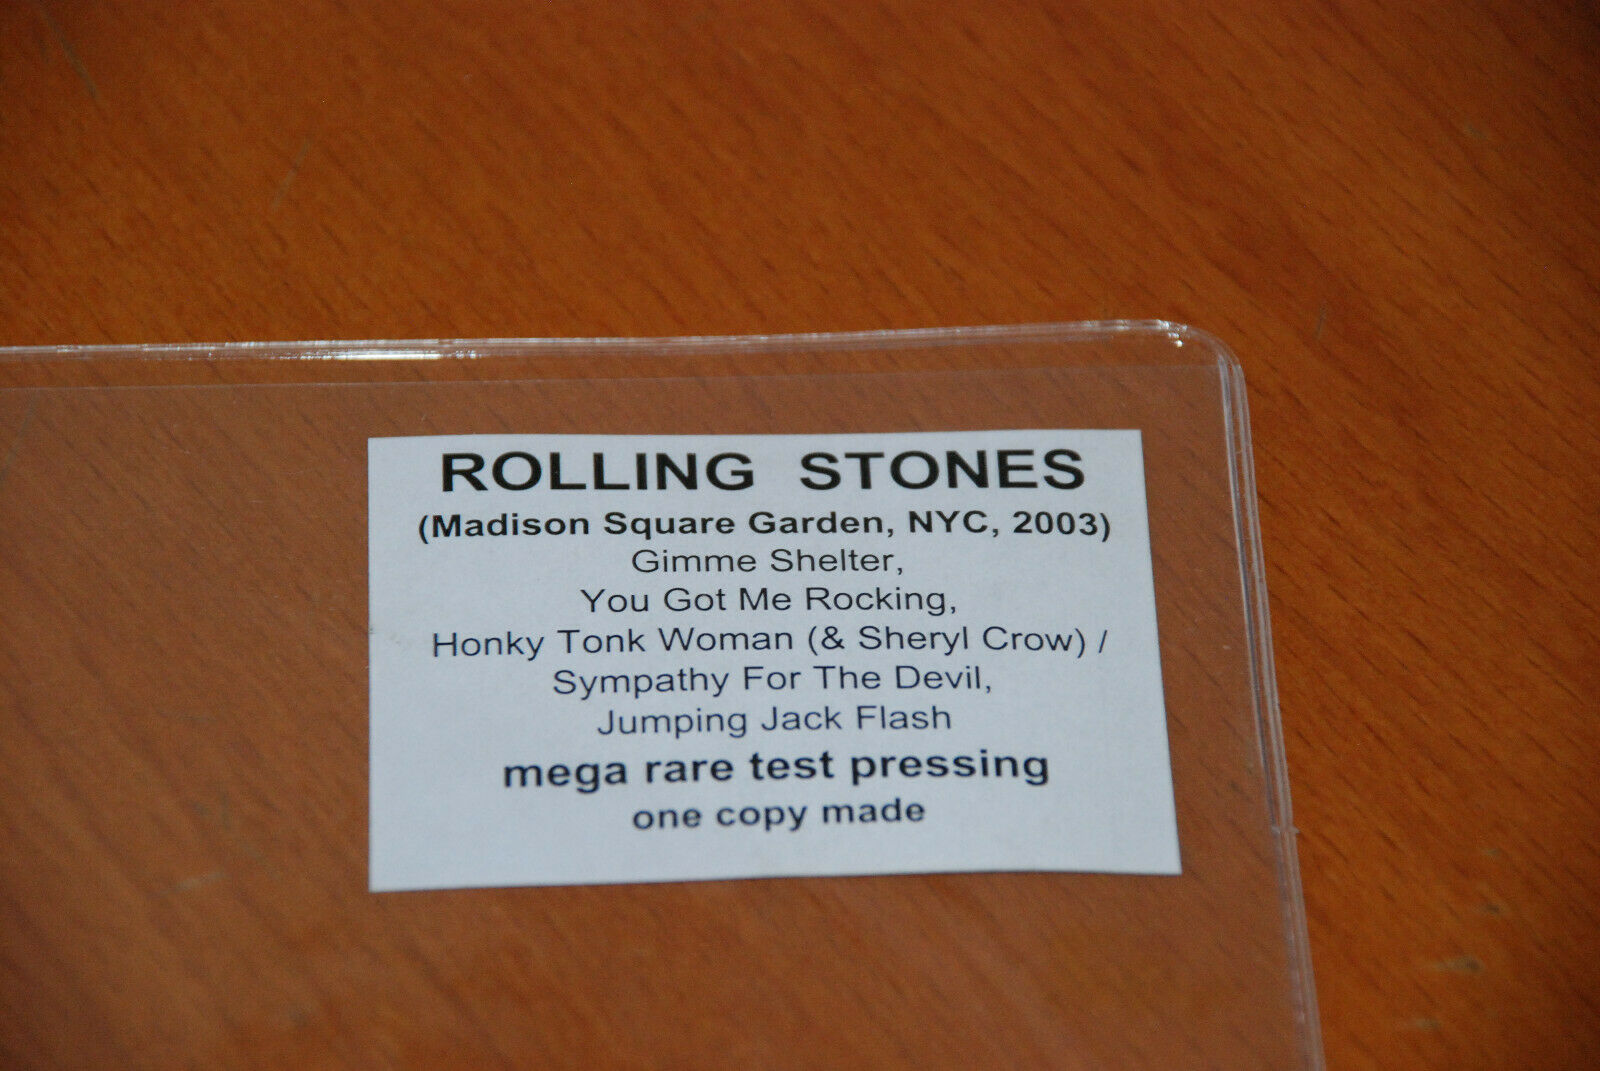 ROLLING STONES
(Madison Square Garden, NYC, 2003)
Gimme Shelter,
You Got Me Rocking,
Honky Tonk Woman (& Sheryl Crow) /
Sympathy For The Devil,
Jumping Jack Flash
mega rare test pressing
one copy made